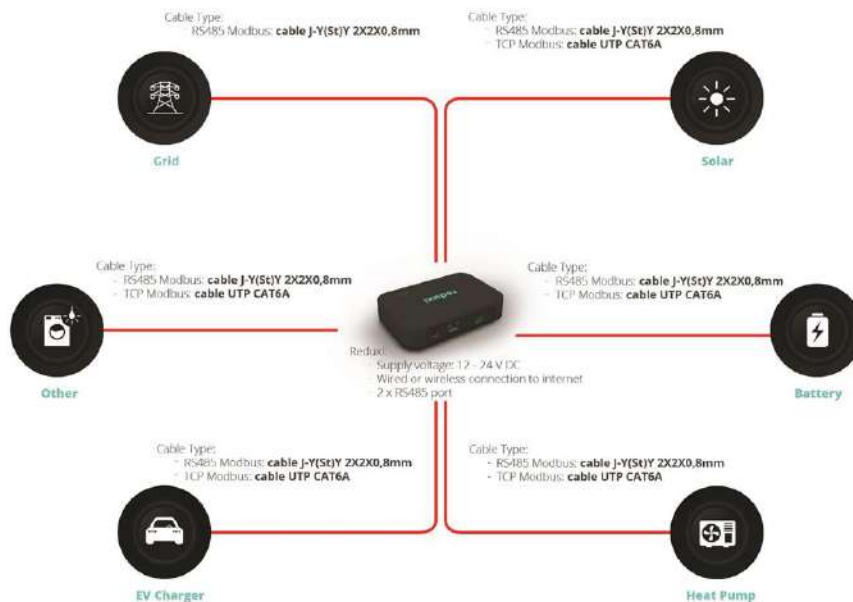 Cable Type:
- RS485 Modbus: cable J-Y(St)Y 2X2X0,8mm
Grid
Cable Type:
- RS485 Modbus: cable J-Y(St)Y 2X2X0,8mm
- TCP Modbus: cable UTP CAT6A
Solar
Cable Type:
- RS485 Modbus: cable J-Y(St)Y 2X2X0,8mm
- TCP Modbus: cable UTP CAT6A
Other
Cable Type:
- RS485 Modbus: cable J-Y(St)Y 2X2X0,8mm
- TCP Modbus: cable UTP CAT6A
Battery
reduxi
Reduxi:
- Supply voltage: 12 - 24 V DC
- Wired or wireless connection to internet
- 2 x RS485 port
Cable Type:
- RS485 Modbus: cable J-Y(St)Y 2X2X0,8mm
- TCP Modbus: cable UTP CAT6A
EV Charger
Cable Type:
- RS485 Modbus: cable J-Y(St)Y 2X2X0,8mm
- TCP Modbus: cable UTP CAT6A
Heat Pump